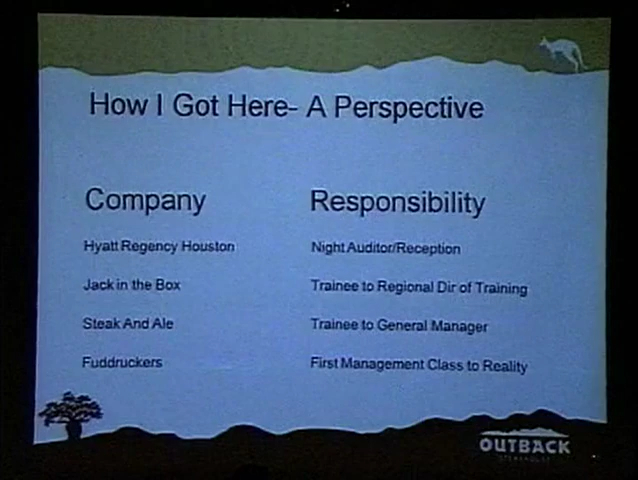 How I Got Here- A Perspective
Company Responsibility
Hyatt Regency Houston Night Auditor/Reception
Jack in the Box Trainee to Regional Dir of Training
Steak And Ale Trainee to General Manager
Fuddruckers First Management Class to Reality
OUTBACK
STEAKHOUSE